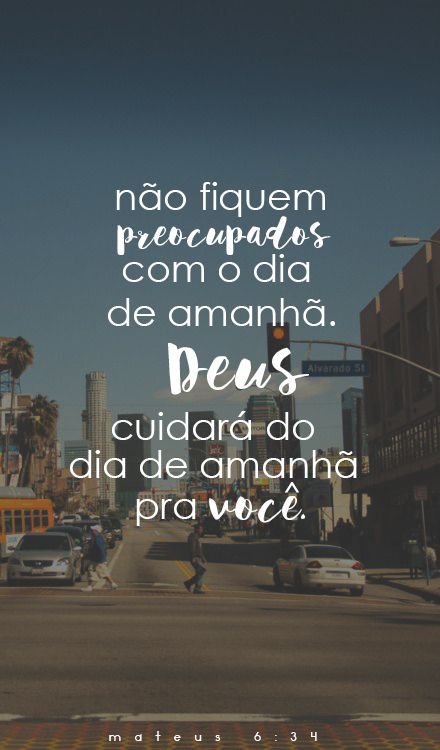 não fiquem
preocupados
com o dia
de amanhã.
Deus
Alvarado St
cuidará do
dia de amanhã
pra você.
mateus 6:34